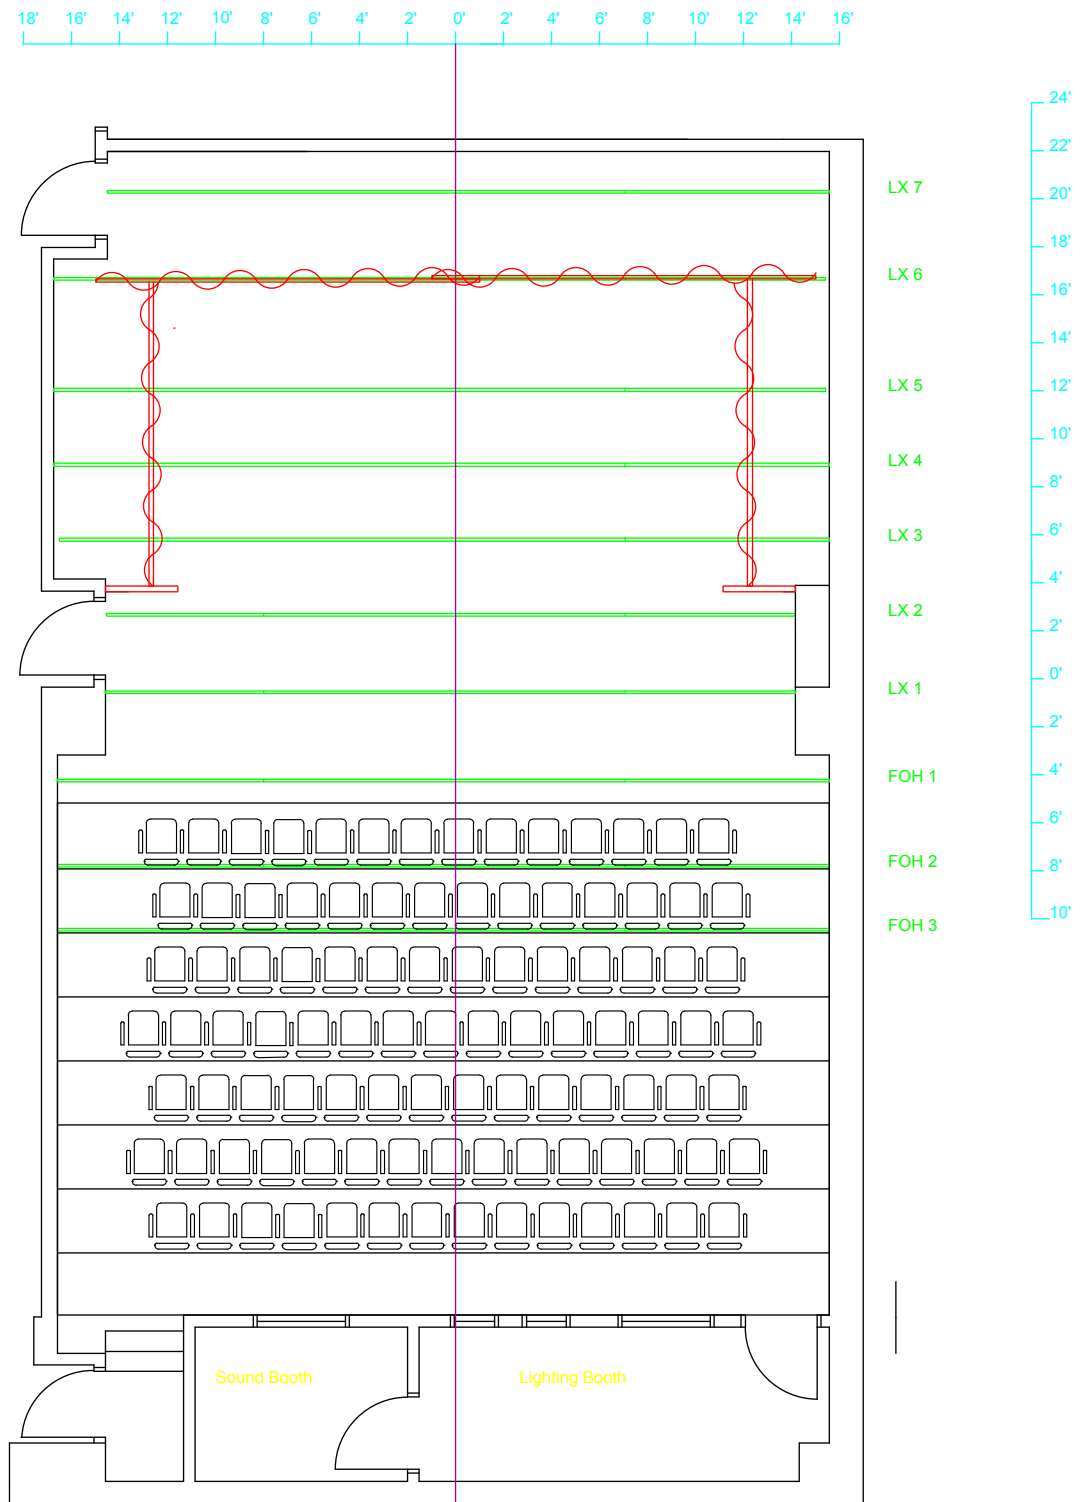 18' 16' 14' 12' 10' 8' 6' 4' 2' 0' 2' 4' 6' 8' 10' 12' 14' 16'
24'
22'
LX 7
20'
18'
LX 6
16'
14'
LX 5
12'
10'
LX 4
8'
6'
LX 3
4'
LX 2
2'
0'
LX 1
2'
4'
FOH 1
6'
FOH 2
8'
10'
FOH 3
Sound Booth
Lighting Booth